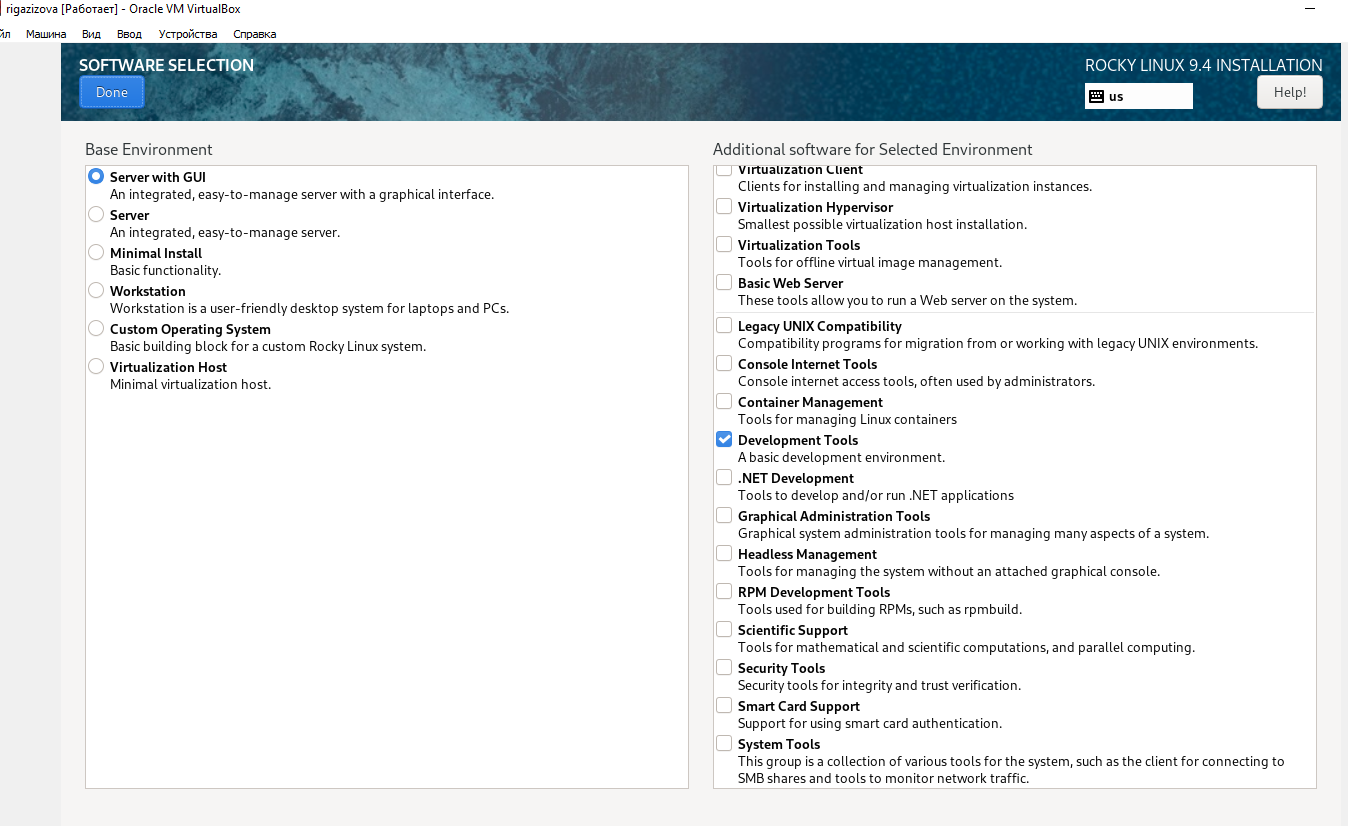 rigazizova [Работает] - Oracle VM VirtualBox
йл Машина Вид Ввод Устройства Справка
SOFTWARE SELECTION
Done
ROCKY LINUX 9.4 INSTALLATION
us
Help!
Base Environment
Server with GUI
An integrated, easy-to-manage server with a graphical interface.
Server
An integrated, easy-to-manage server.
Minimal Install
Basic functionality.
Workstation
Workstation is a user-friendly desktop system for laptops and PCs.
Custom Operating System
Basic building block for a custom Rocky Linux system.
Virtualization Host
Minimal virtualization host.
Additional software for Selected Environment
Virtualization Client
Clients for installing and managing virtualization instances.
Virtualization Hypervisor
Smallest possible virtualization host installation.
Virtualization Tools
Tools for offline virtual image management.
Basic Web Server
These tools allow you to run a Web server on the system.
Legacy UNIX Compatibility
Compatibility programs for migration from or working with legacy UNIX environments.
Console Internet Tools
Console internet access tools, often used by administrators.
Container Management
Tools for managing Linux containers
Development Tools
A basic development environment.
.NET Development
Tools to develop and/or run .NET applications
Graphical Administration Tools
Graphical system administration tools for managing many aspects of a system.
Headless Management
Tools for managing the system without an attached graphical console.
RPM Development Tools
Tools used for building RPMs, such as rpmbuild.
Scientific Support
Tools for mathematical and scientific computations, and parallel computing.
Security Tools
Security tools for integrity and trust verification.
Smart Card Support
Support for using smart card authentication.
System Tools
This group is a collection of various tools for the system, such as the client for connecting to
SMB shares and tools to monitor network traffic.